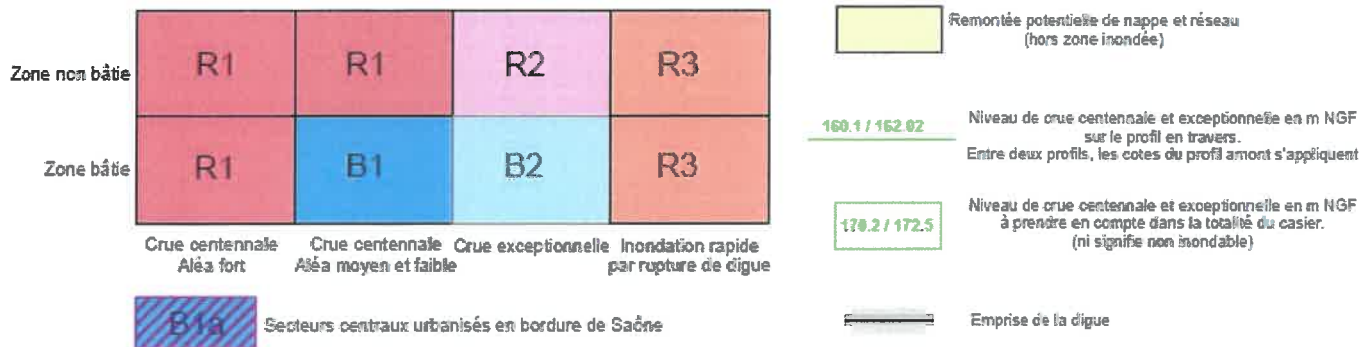 Zone non bâtie
R1
R1
R2
R3
Zone bâtie
R1
B1
B2
R3
Crue centennale
Aléa fort
Crue centennale
Aléa moyen et faible
Crue exceptionnelle
Inondation rapide
par rupture de digue
B1a
Secteurs centraux urbanisés en bordure de Saône
Remontée potentielle de nappe et réseau
(hors zone inondée)
160.1 / 162.02
Niveau de crue centennale et exceptionnelle en m NGF
sur le profil en travers.
Entre deux profils, les cotes du profil amont s'appliquent
170.2 / 172.5
Niveau de crue centennale et exceptionnelle en m NGF
à prendre en compte dans la totalité du casier.
(ni signifie non inondable)
Emprise de la digue